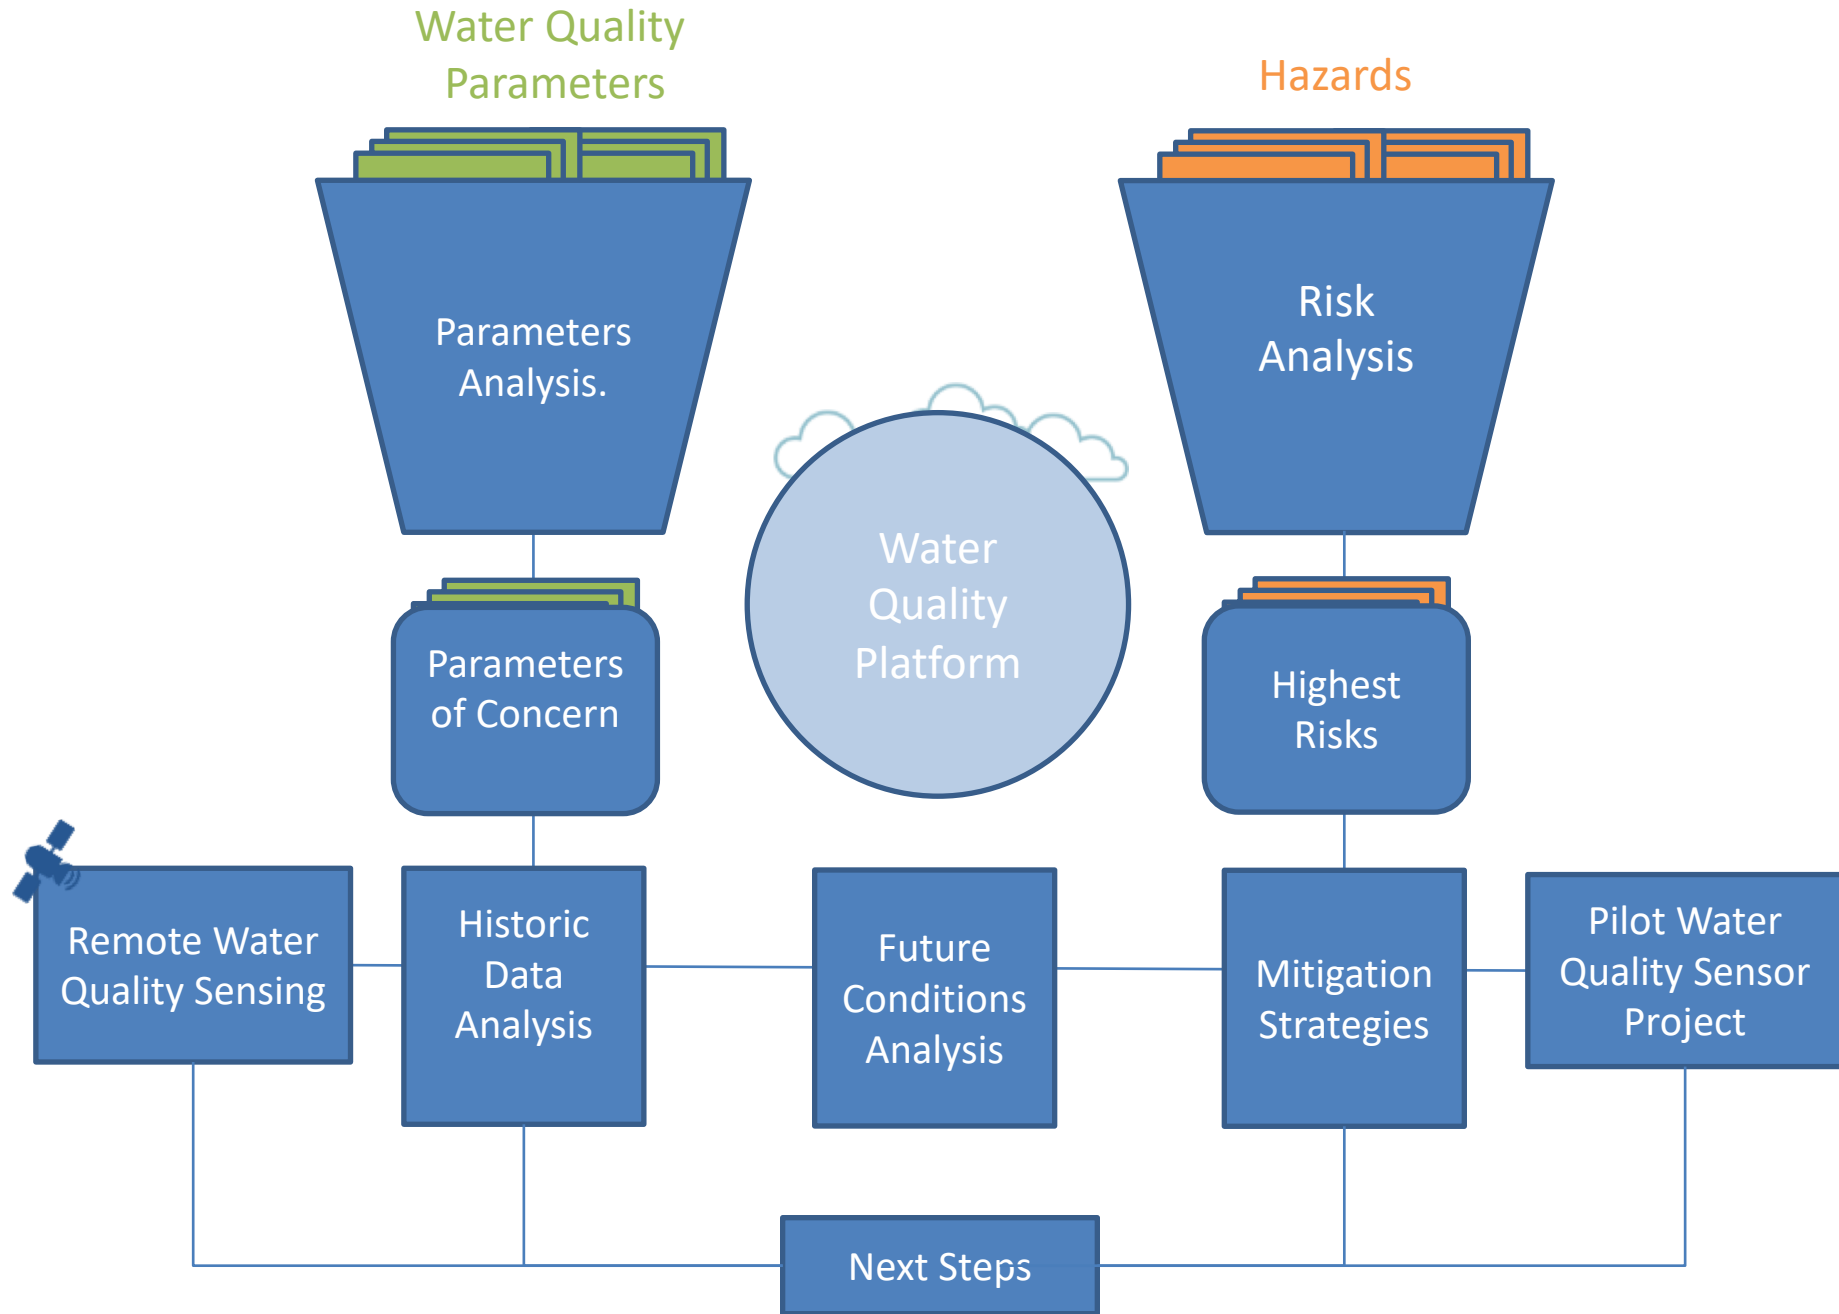 Water Quality
Parameters
Hazards
Parameters
Analysis.
Risk
Analysis
Water
Quality
Platform
Parameters
of Concern
Highest
Risks
Remote Water
Quality Sensing
Historic
Data
Analysis
Future
Conditions
Analysis
Mitigation
Strategies
Pilot Water
Quality Sensor
Project
Next Steps